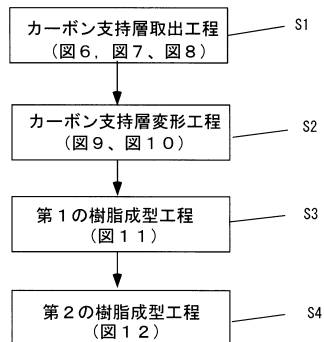 カーボン支持層取出工程
（図６，図７、図８）
S1
カーボン支持層変形工程
（図９、図１０）
S2
第１の樹脂成型工程
（図１１）
S3
第２の樹脂成型工程
（図１２）
S4